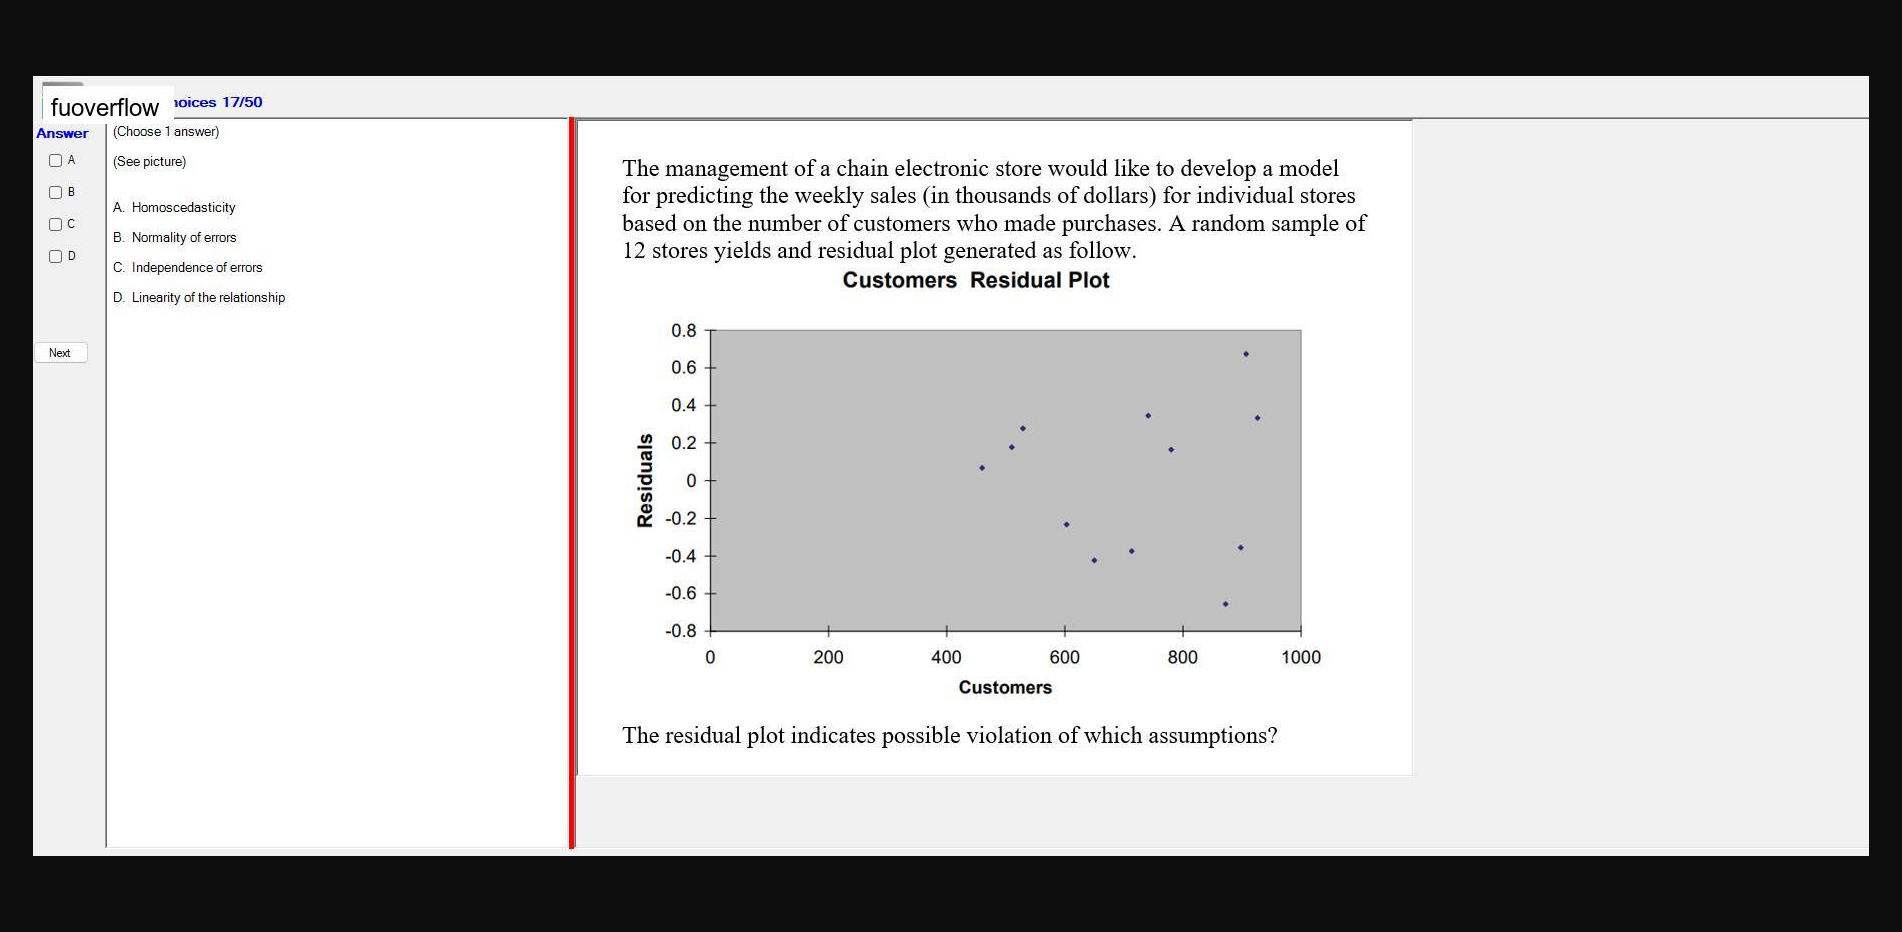 fuoverflow
hoices 17/50
Answer
(Choose 1 answer)
A
(See picture)
B
C
D
A. Homoscedasticity
B. Normality of errors
C. Independence of errors
D. Linearity of the relationship
Next
The management of a chain electronic store would like to develop a model
for predicting the weekly sales (in thousands of dollars) for individual stores
based on the number of customers who made purchases. A random sample of
12 stores yields and residual plot generated as follow.
Customers Residual Plot
0.8
0.6
0.4
0.2
0
-0.2
-0.4
-0.6
-0.8
Residuals
0 200 400 600 800 1000
Customers
The residual plot indicates possible violation of which assumptions?